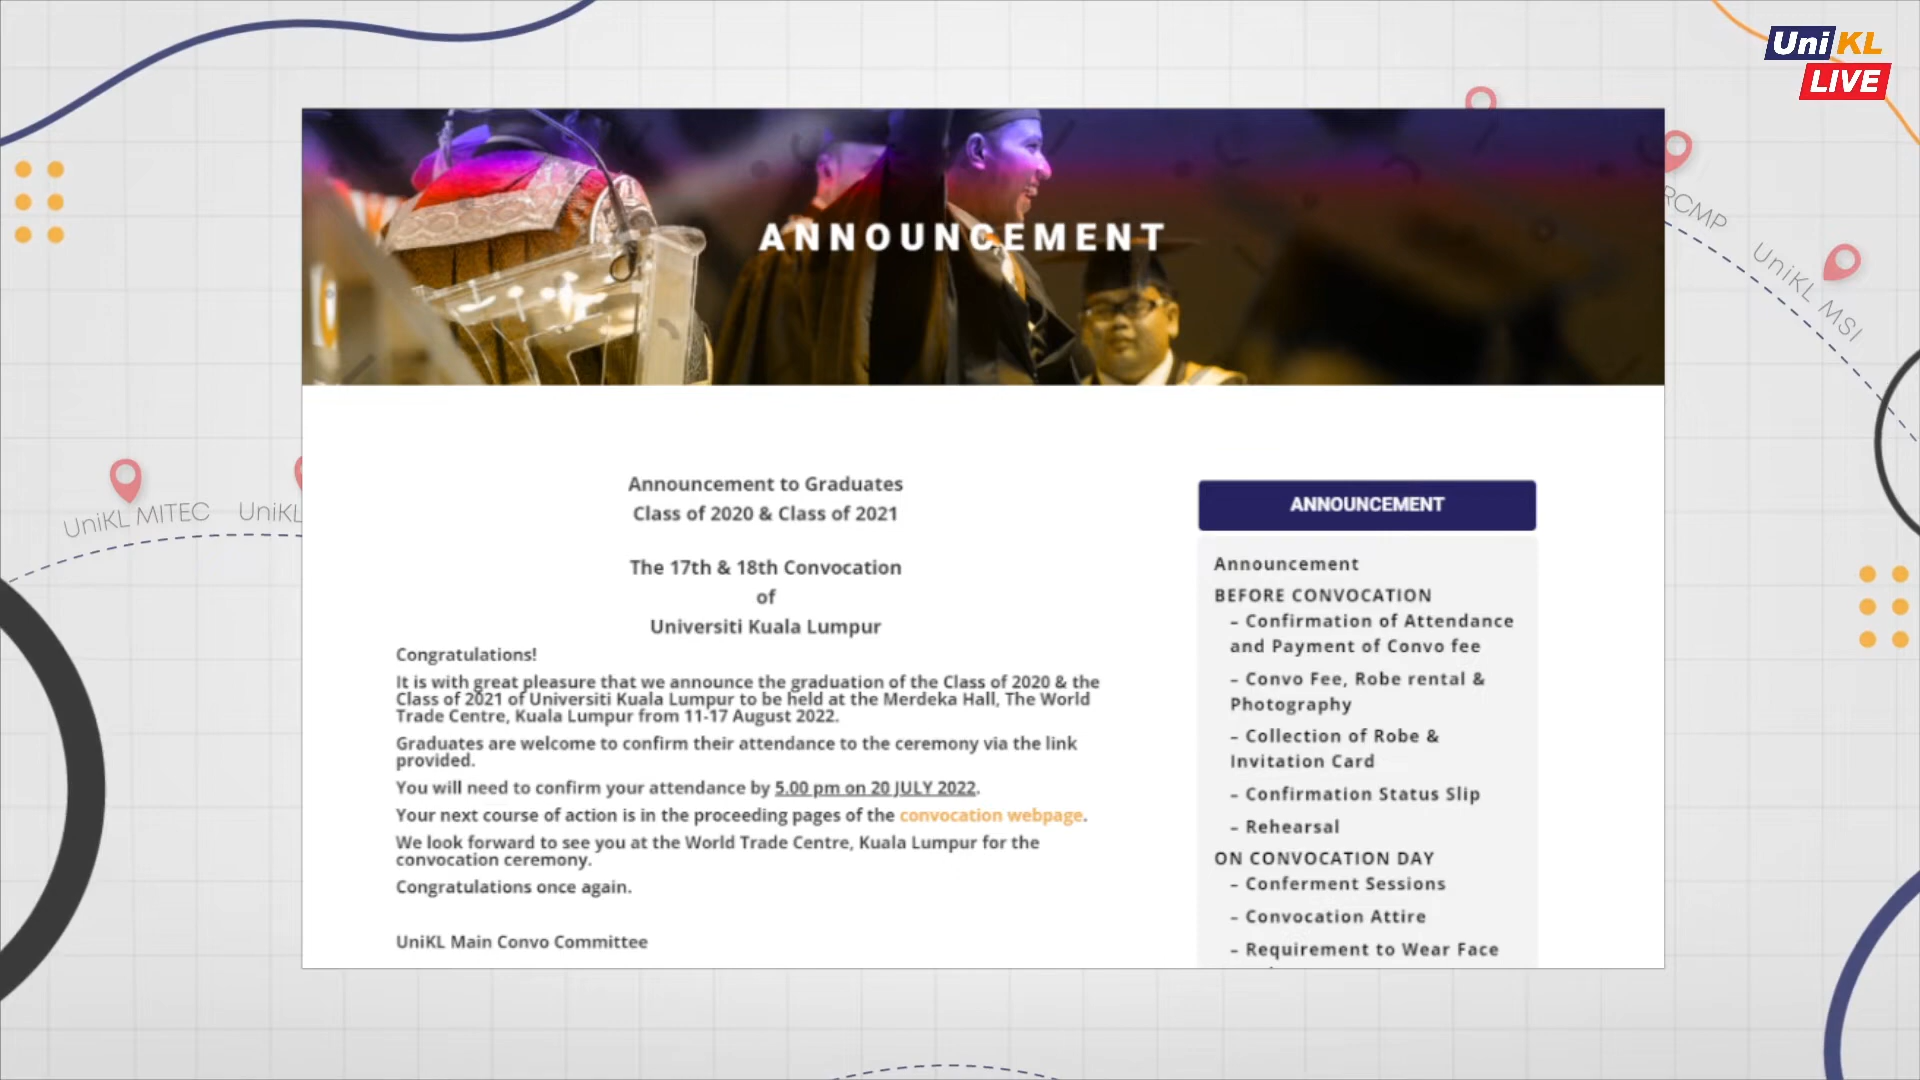 Uni KL
LIVE
RCMP
UniKL MSI
UniKL MITEC
UniKL
ANNOUNCEMENT
Announcement to Graduates
Class of 2020 & Class of 2021
The 17th & 18th Convocation
of
Universiti Kuala Lumpur
Congratulations!
It is with great pleasure that we announce the graduation of the Class of 2020 & the
Class of 2021 of Universiti Kuala Lumpur to be held at the Merdeka Hall, The World
Trade Centre, Kuala Lumpur from 11-17 August 2022.
Graduates are welcome to confirm their attendance to the ceremony via the link
provided.
You will need to confirm your attendance by 5.00 pm on 20 JULY 2022.
Your next course of action is in the proceeding pages of the convocation webpage.
We look forward to see you at the World Trade Centre, Kuala Lumpur for the
convocation ceremony.
Congratulations once again.
UniKL Main Convo Committee
ANNOUNCEMENT
Announcement
BEFORE CONVOCATION
– Confirmation of Attendance
and Payment of Convo fee
– Convo Fee, Robe rental &
Photography
– Collection of Robe &
Invitation Card
– Confirmation Status Slip
– Rehearsal
ON CONVOCATION DAY
– Conferment Sessions
– Convocation Attire
– Requirement to Wear Face